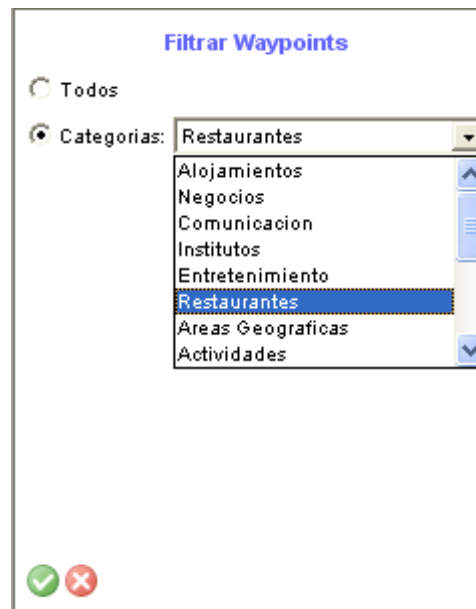 Filtrar Waypoints
Todos
Categorias: Restaurantes
Alojamientos
Negocios
Comunicacion
Institutos
Entretenimiento
Restaurantes
Areas Geograficas
Actividades